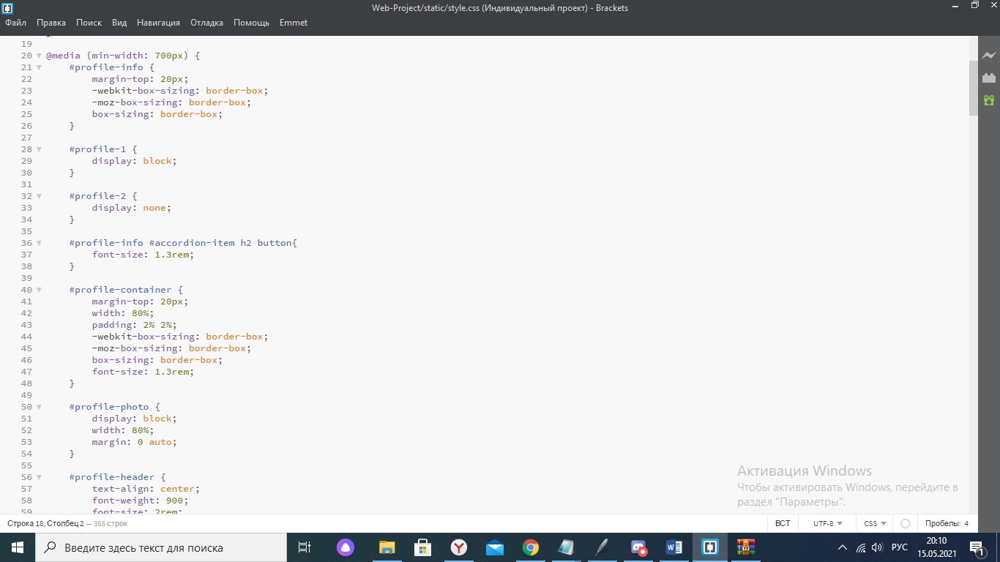 Web-Project/static/style.css (Индивидуальный проект) - Brackets
Файл Правка Поиск Вид Навигация Отладка Помощь Emmet
19
20 @media (min-width: 700px) {
21 #profile-info {
22 margin-top: 20px;
23 -webkit-box-sizing: border-box;
24 -moz-box-sizing: border-box;
25 box-sizing: border-box;
26 }
27
28 #profile-1 {
29 display: block;
30 }
31
32 #profile-2 {
33 display: none;
34 }
35
36 #profile-info #accordion-item h2 button{
37 font-size: 1.3rem;
38 }
39
40 #profile-container {
41 margin-top: 20px;
42 width: 80%;
43 padding: 2% 2%;
44 -webkit-box-sizing: border-box;
45 -moz-box-sizing: border-box;
46 box-sizing: border-box;
47 font-size: 1.3rem;
48 }
49
50 #profile-photo {
51 display: block;
52 width: 80%;
53 margin: 0 auto;
54 }
55
56 #profile-header {
57 text-align: center;
58 font-weight: 900;
59 font-size: 2rem;
Активация Windows
Чтобы активировать Windows, перейдите в
раздел "Параметры".
Строка 18, Столбец 2 — 355 строк ВСТ UTF-8 CSS Пробелы: 4
Введите здесь текст для поиска
РУС
20:10
15.05.2021
1